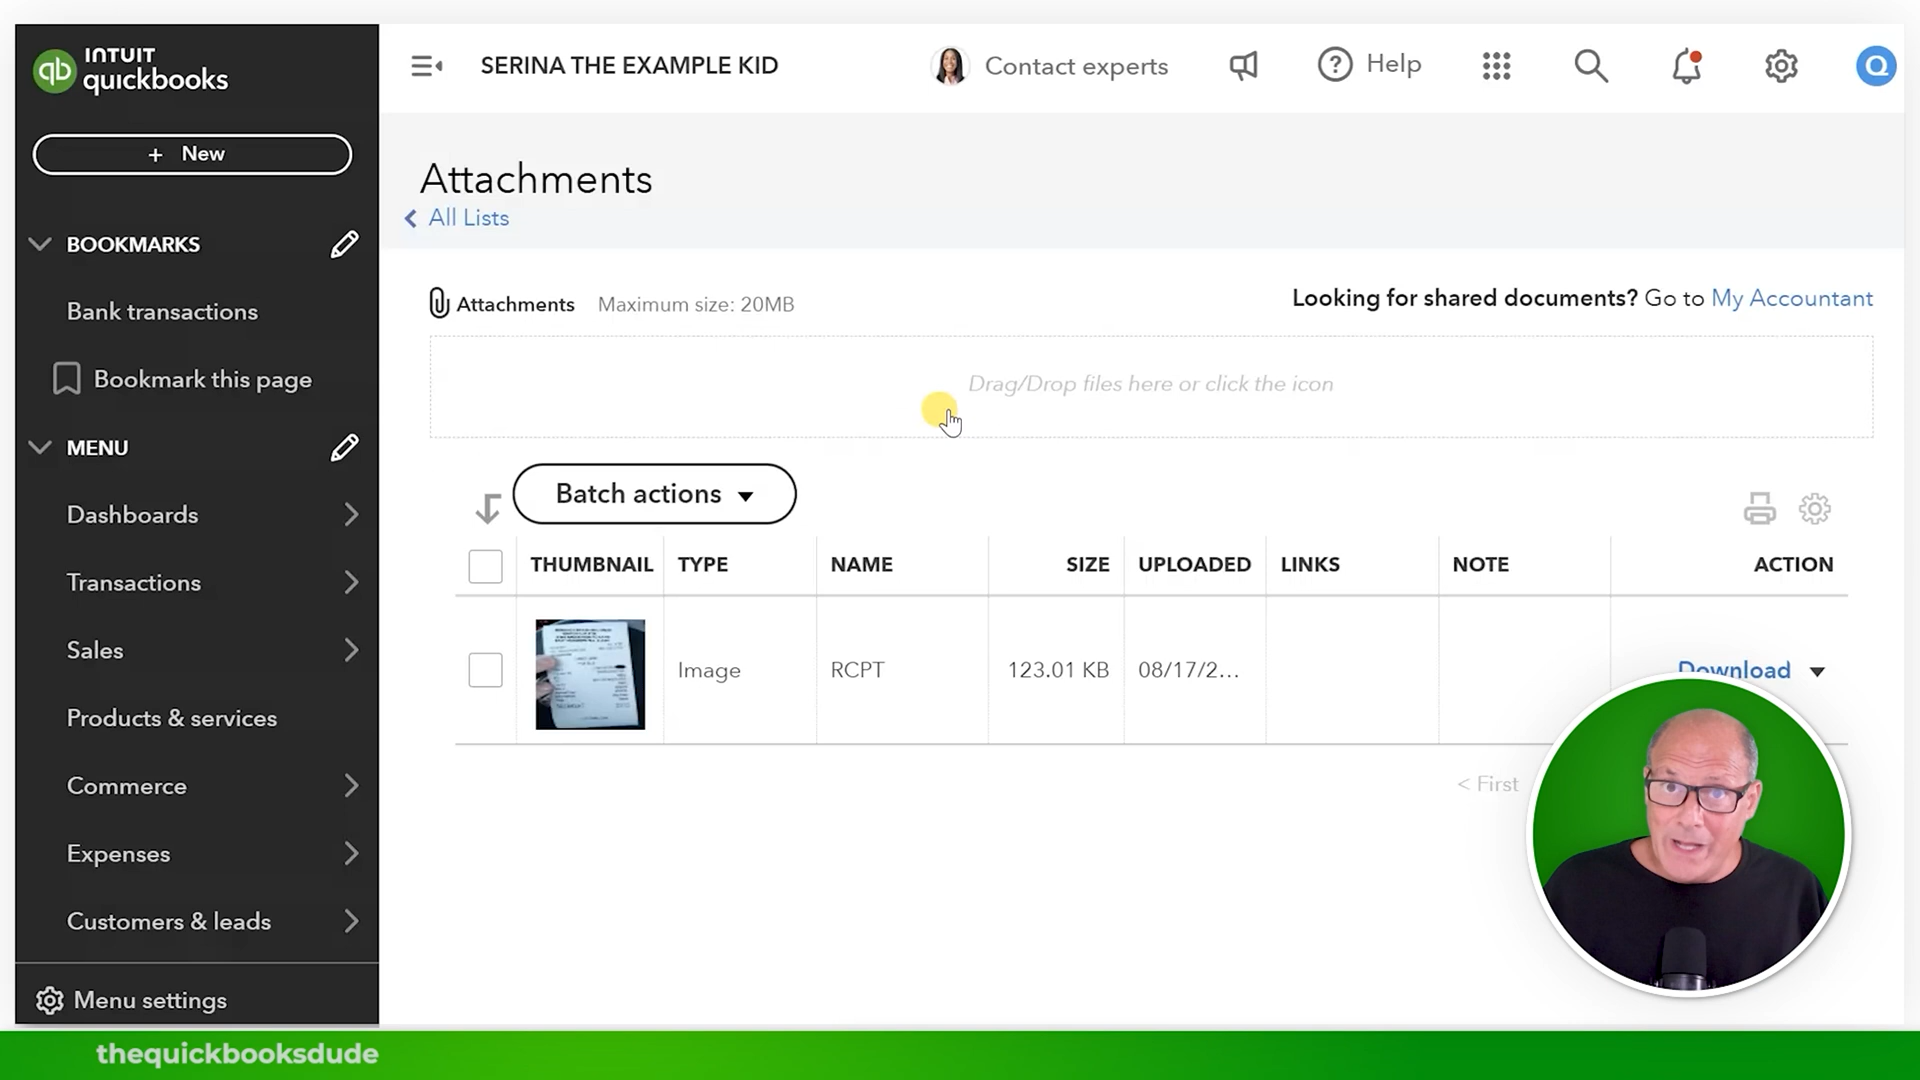 INTUIT
quickbooks
SERINA THE EXAMPLE KID
Contact experts
Help
Q
+ New
Attachments
All Lists
BOOKMARKS
Bank transactions
Bookmark this page
MENU
Dashboards
Transactions
Sales
Products & services
Commerce
Expenses
Customers & leads
Menu settings
Attachments Maximum size: 20MB
Looking for shared documents? Go to My Accountant
Drag/Drop files here or click the icon
Batch actions
THUMBNAIL TYPE NAME SIZE UPLOADED LINKS NOTE ACTION
Image RCPT 123.01 KB 08/17/2... Download
< First
thequickbooksdude